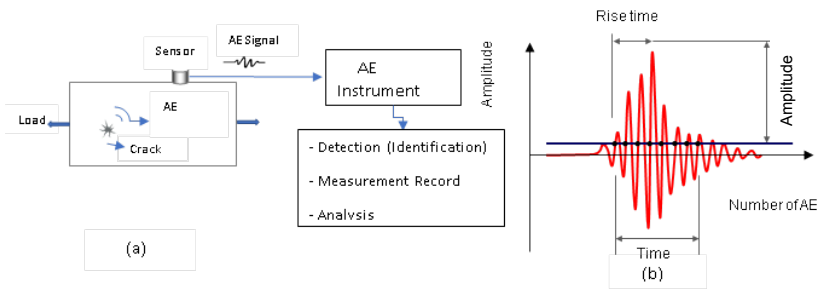 Sensor
AE Signal
Load
AE
Crack
AE
Instrument
- Detection (Identification)
- Measurement Record
- Analvsis
(a)
Rise time
Amplitude
Amplitude
Number of AE
Time
(b)